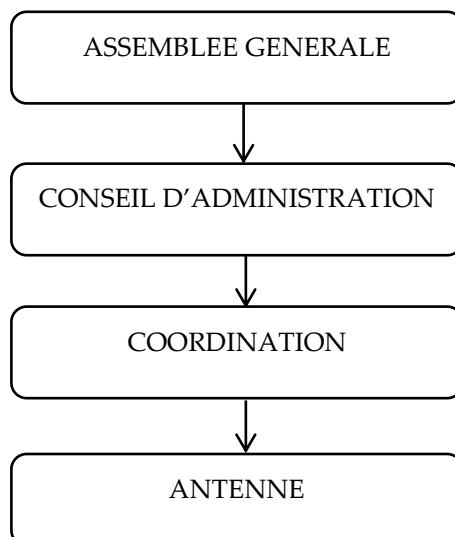 ASSEMBLEE GENERALE
CONSEIL D’ADMINISTRATION
COORDINATION
ANTENNE